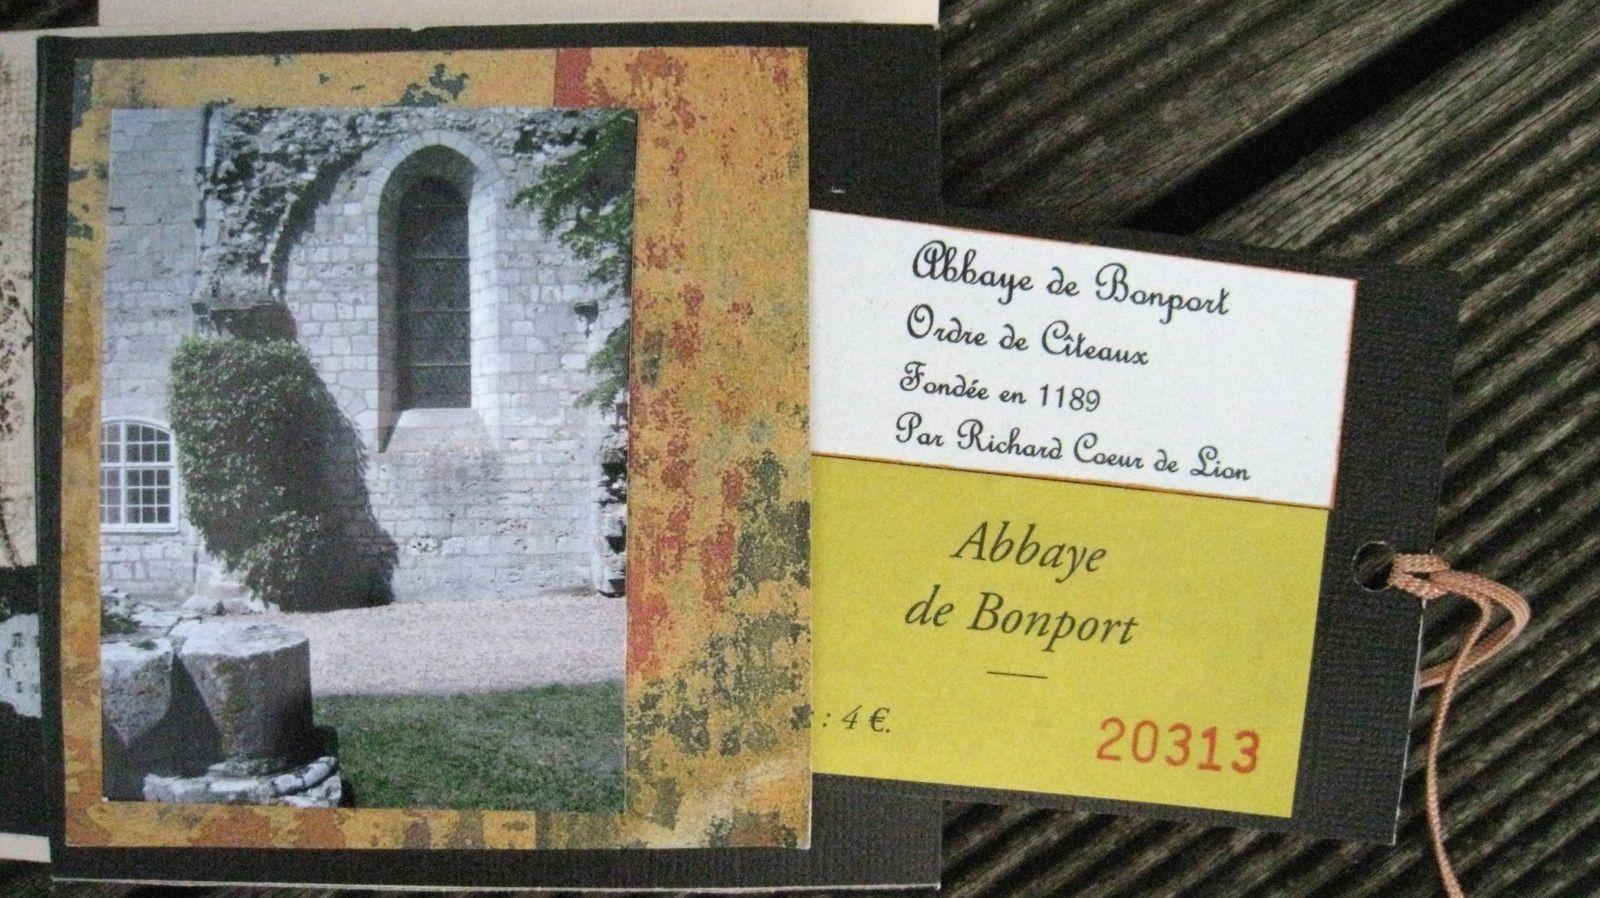 Abbaye de Bonport
Ordre de Cîteaux
Fondée en 1189
Par Richard Coeur de Lion
Abbaye
de Bonport
: 4 €.
20313